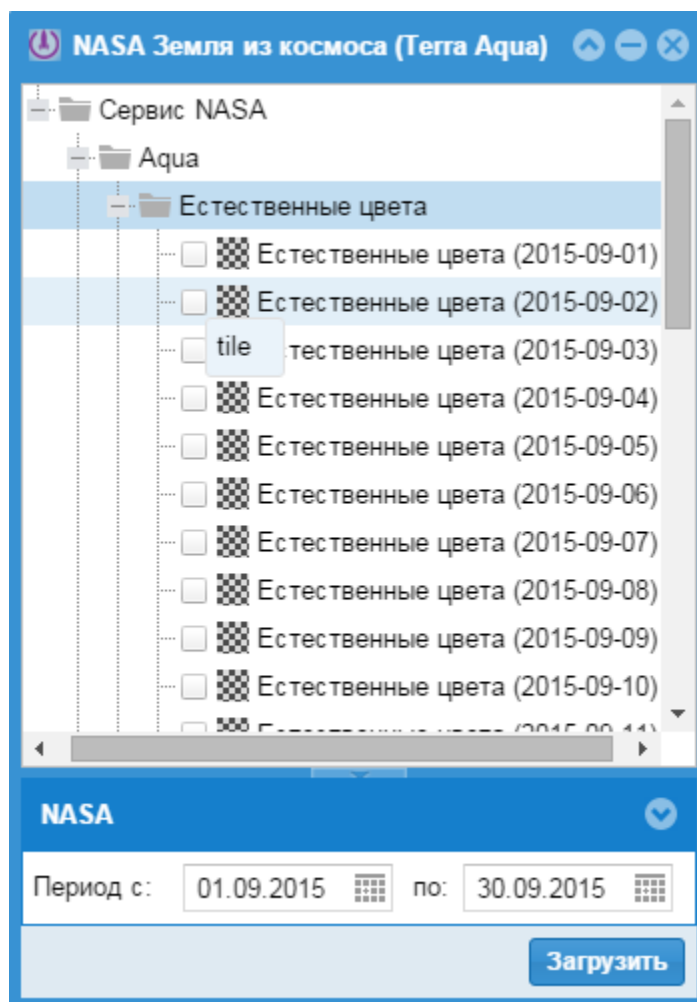 NASA Земля из космоса (Terra Aqua)
Сервис NASA
Aqua
Естественные цвета
Естественные цвета (2015-09-01)
Естественные цвета (2015-09-02)
tile
тественные цвета (2015-09-03)
Естественные цвета (2015-09-04)
Естественные цвета (2015-09-05)
Естественные цвета (2015-09-06)
Естественные цвета (2015-09-07)
Естественные цвета (2015-09-08)
Естественные цвета (2015-09-09)
Естественные цвета (2015-09-10)
NASA
Период с: 01.09.2015 по: 30.09.2015
Загрузить